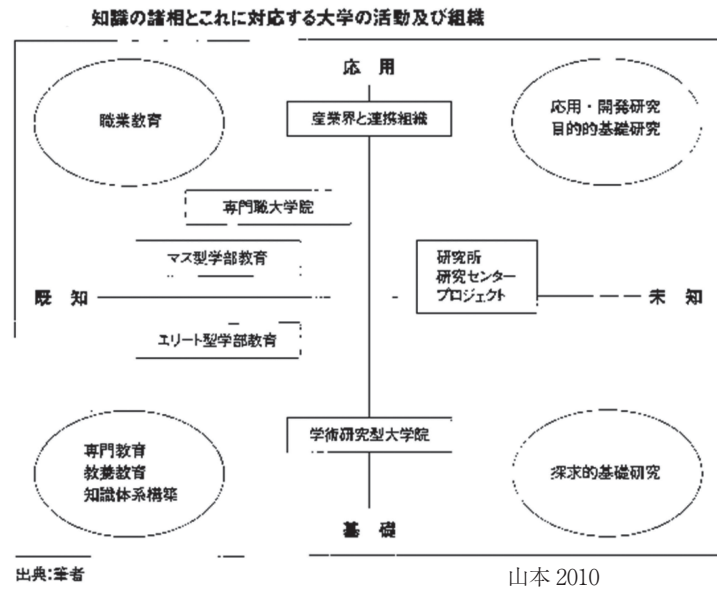 知識の諸相とこれに対応する大学の活動及び組織
応 用
職業教育
産業界と連携組織
応用・開発研究
目的的基礎研究
専門職大学院
マス型学部教育
研究所
研究センター
プロジェクト
既 知
未 知
エリート型学部教育
学術研究型大学院
専門教育
教養教育
知識体系構築
探求的基礎研究
基 礎
出典:筆者
山本 2010